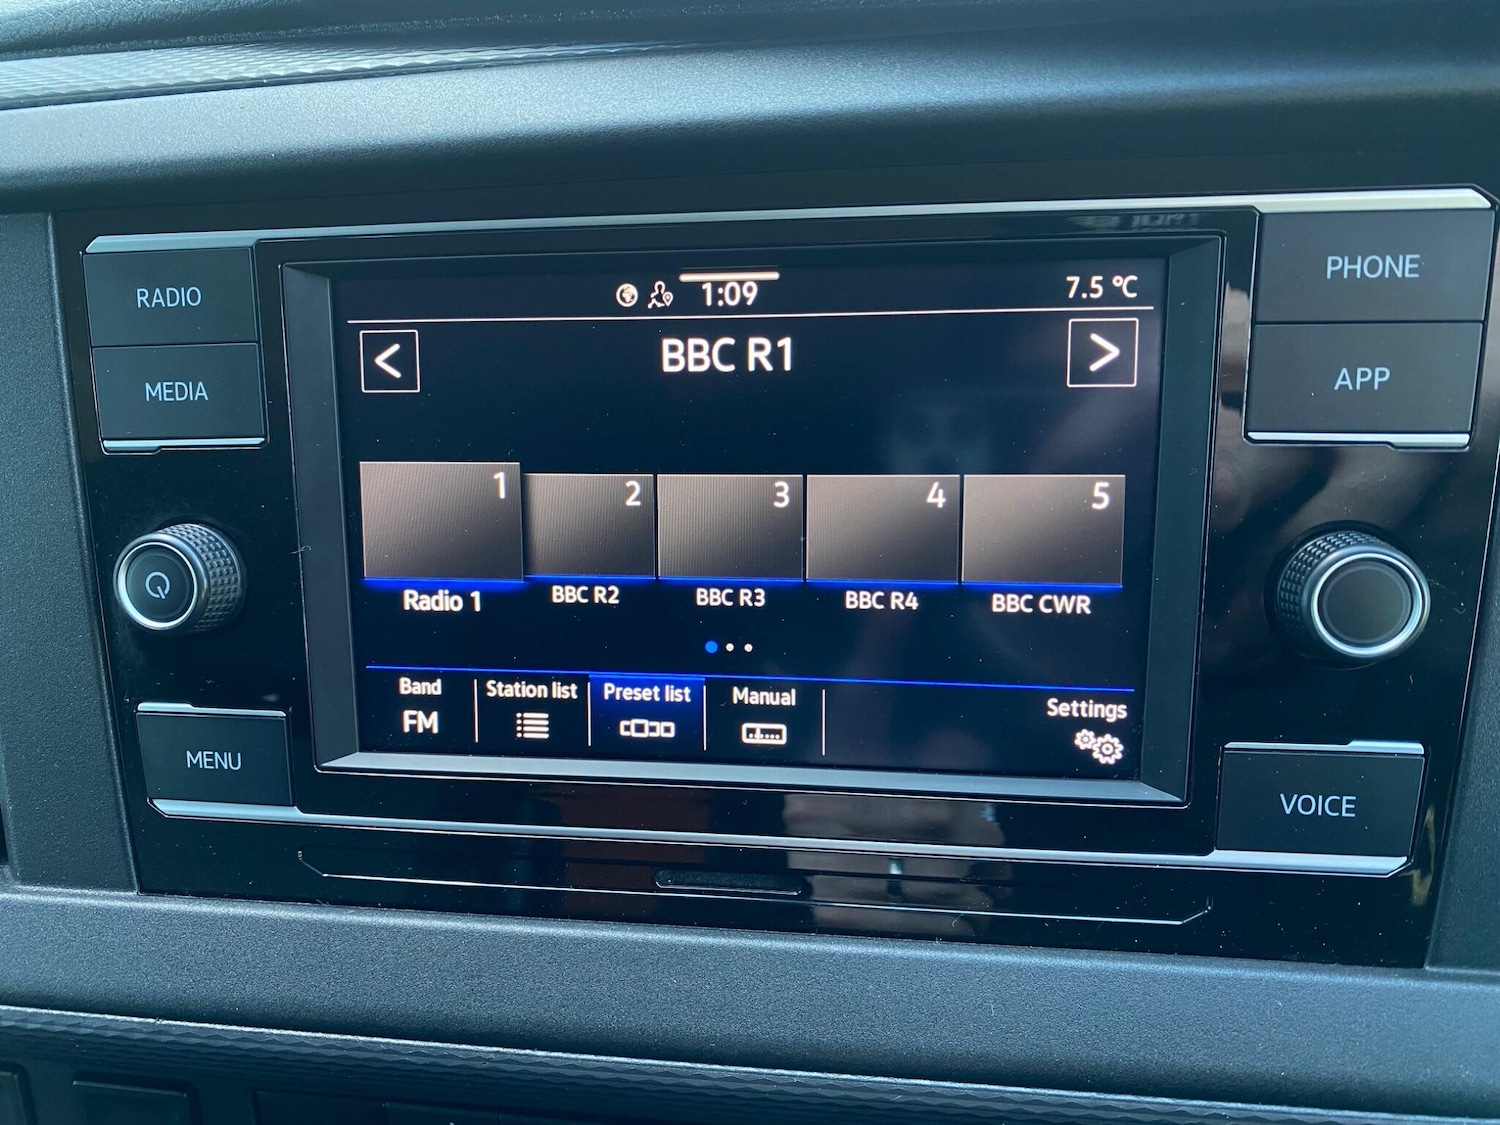 RADIO
MEDIA
MENU
1:09
7.5 °C
<
BBC R1
>
1
2
3
4
5
Radio 1
BBC R2
BBC R3
BBC R4
BBC CWR
Band
FM
Station list
Preset list
Manual
Settings
PHONE
APP
VOICE